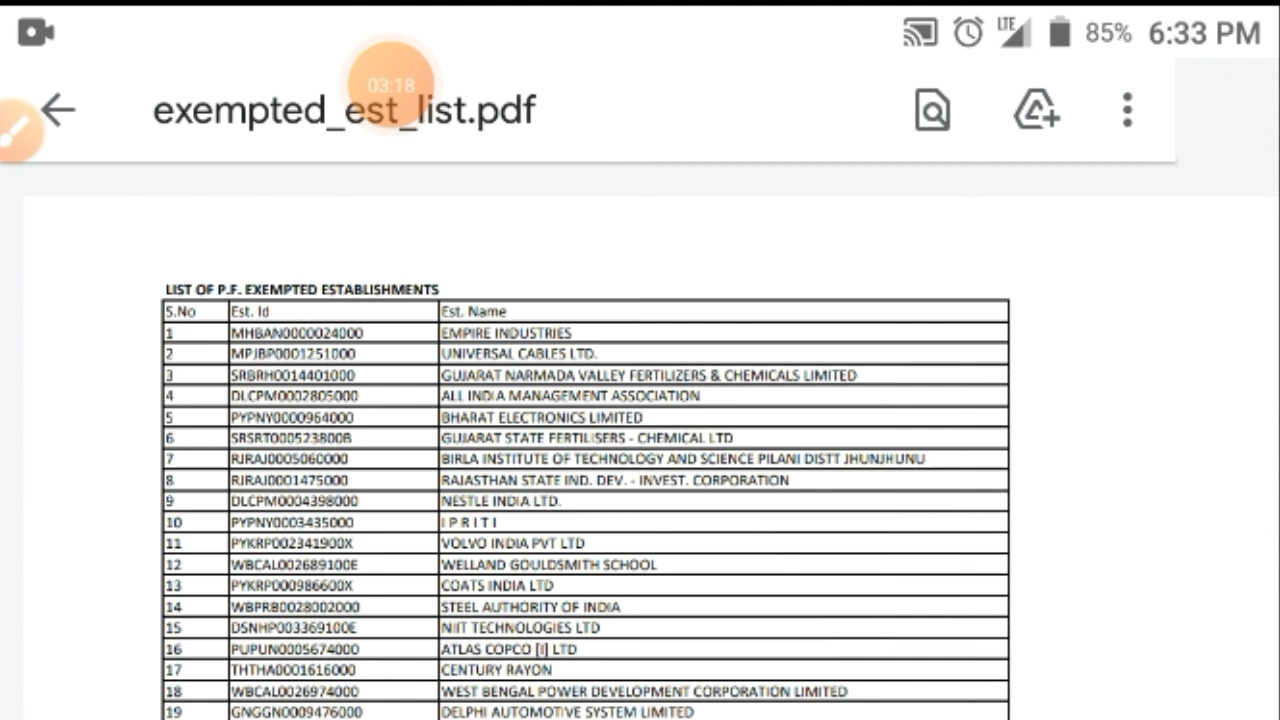 LTE 85% 6:33 PM
03:18
exempted_est_list.pdf
LIST OF P.F. EXEMPTED ESTABLISHMENTS
S.No Est. Id Est. Name
1 MHBAN0000024000 EMPIRE INDUSTRIES
2 MPJBP0001251000 UNIVERSAL CABLES LTD.
3 SRBRH0014401000 GUJARAT NARMADA VALLEY FERTILIZERS & CHEMICALS LIMITED
4 DLCPM0002805000 ALL INDIA MANAGEMENT ASSOCIATION
5 PYPNY0000964000 BHARAT ELECTRONICS LIMITED
6 SRSRT000523800B GUJARAT STATE FERTILISERS - CHEMICAL LTD
7 RJRAJ0005060000 BIRLA INSTITUTE OF TECHNOLOGY AND SCIENCE PILANI DISTT JHUNJHUNU
8 RJRAJ0001475000 RAJASTHAN STATE IND. DEV. - INVEST. CORPORATION
9 DLCPM0004398000 NESTLE INDIA LTD.
10 PYPNY0003435000 I P R I T I
11 PYKRP002341900X VOLVO INDIA PVT LTD
12 WBCAL002689100E WELLAND GOULDSMITH SCHOOL
13 PYKRP000986600X COATS INDIA LTD
14 WBPRB0028002000 STEEL AUTHORITY OF INDIA
15 DSNHP003369100E NIIT TECHNOLOGIES LTD
16 PUPUN0005674000 ATLAS COPCO [I] LTD
17 THTHA0001616000 CENTURY RAYON
18 WBCAL0026974000 WEST BENGAL POWER DEVELOPMENT CORPORATION LIMITED
19 GNGGN0009476000 DELPHI AUTOMOTIVE SYSTEM LIMITED